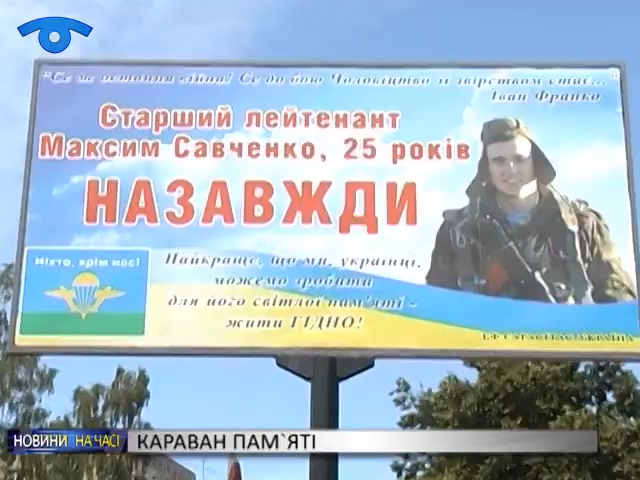 "Се ж остання війна! Се до бою Чоловіцтво зі звірством стає..."
Іван Франко
Старший лейтенант
Максим Савченко, 25 років
НАЗАВЖДИ
Ніхто, крім нас!
Найкраще, що ми, українці,
можемо зробити
для його світлої пам'яті -
жити ГІДНО!
НОВИНИ НА ЧАСІ
КАРАВАН ПАМ`ЯТІ